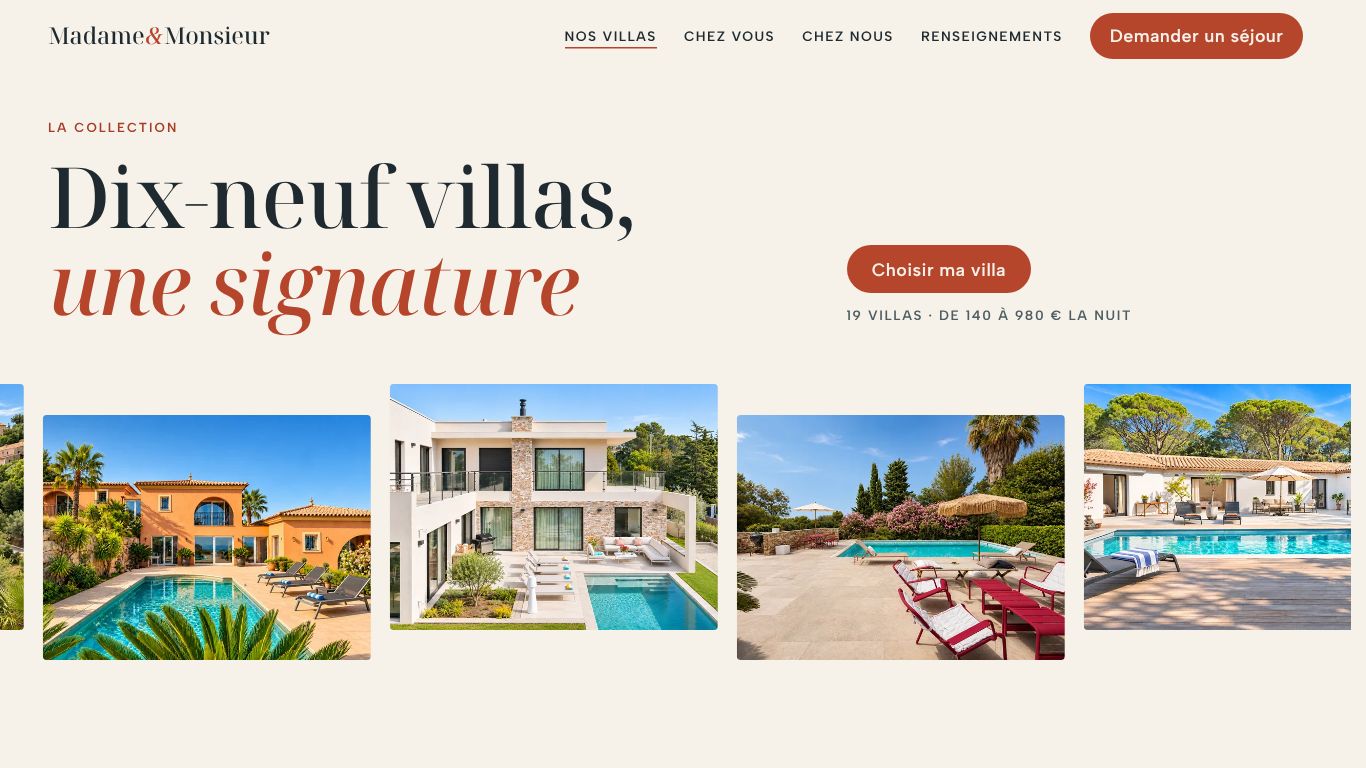 Madame&Monsieur
NOS VILLAS
CHEZ VOUS
CHEZ NOUS
RENSEIGNEMENTS
Demander un séjour
LA COLLECTION
Dix-neuf villas,
une signature
Choisir ma villa
19 VILLAS · DE 140 À 980 € LA NUIT